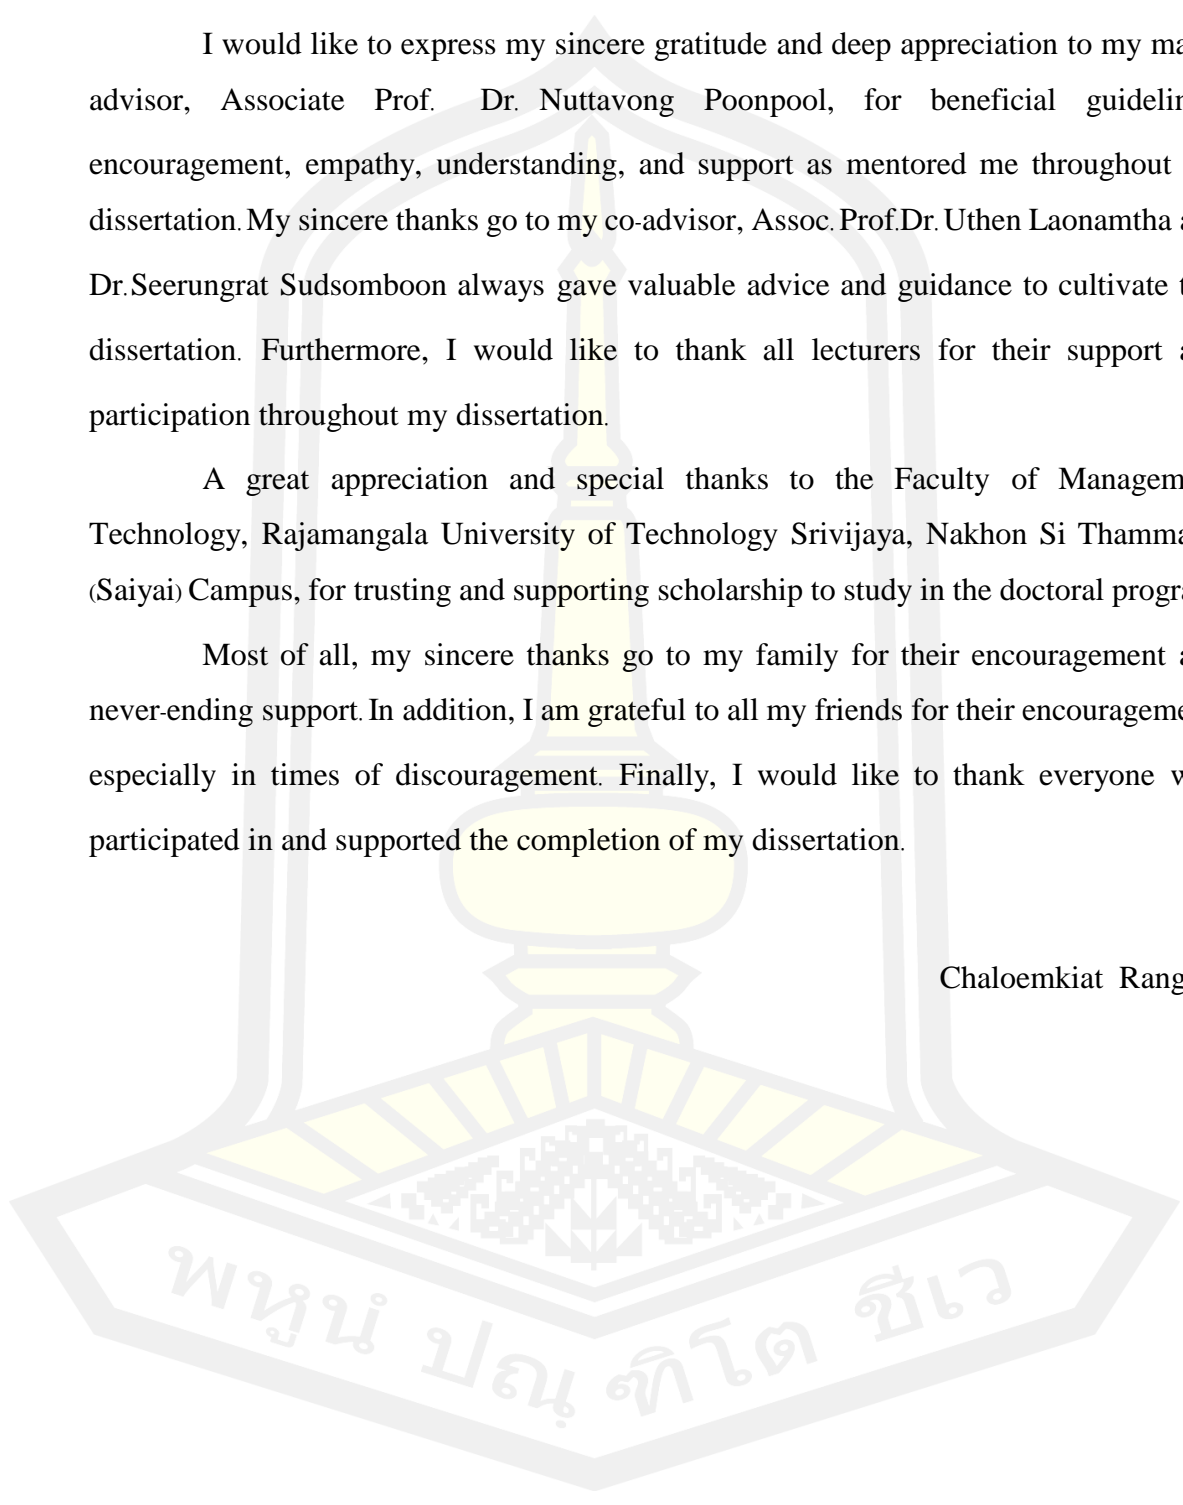 I would like to express my sincere gratitude and deep appreciation to my ma
advisor, Associate Prof. Dr. Nuttavong Poonpool, for beneficial guidelin
encouragement, empathy, understanding, and support as mentored me throughout
dissertation. My sincere thanks go to my co-advisor, Assoc. Prof.Dr. Uthen Laonamtha a
Dr.Seerungrat Sudsomboon always gave valuable advice and guidance to cultivate t
dissertation. Furthermore, I would like to thank all lecturers for their support a
participation throughout my dissertation.
A great appreciation and special thanks to the Faculty of Managem
Technology, Rajamangala University of Technology Srivijaya, Nakhon Si Thamma
(Saiyai) Campus, for trusting and supporting scholarship to study in the doctoral progra
Most of all, my sincere thanks go to my family for their encouragement a
never-ending support. In addition, I am grateful to all my friends for their encourageme
especially in times of discouragement. Finally, I would like to thank everyone w
participated in and supported the completion of my dissertation.
Chaloemkiat Rang
พหูนํ ปณฺฑิโต ชีเว